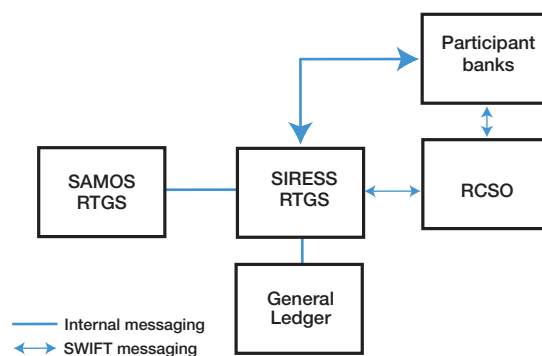 Participant
banks
SAMOS
RTGS
SIRESS
RTGS
RCSO
General
Ledger
Internal messaging
SWIFT messaging